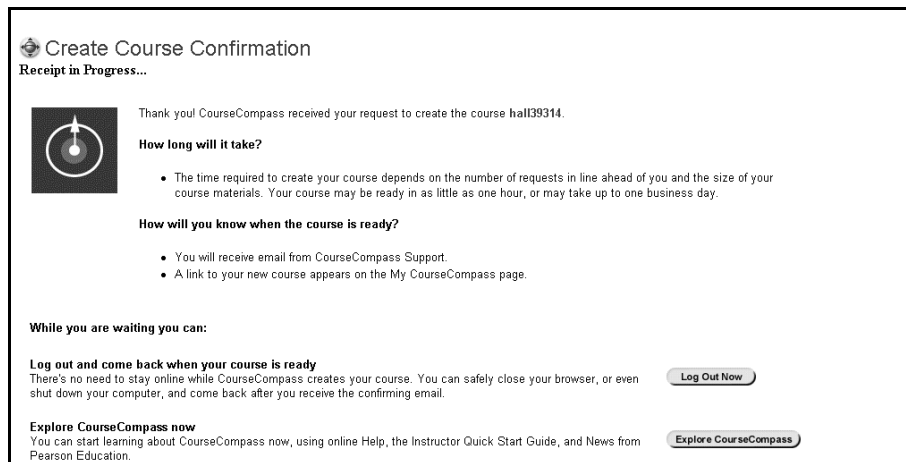 Create Course Confirmation
Receipt in Progress...
Thank you! CourseCompass received your request to create the course hall39314.
How long will it take?
• The time required to create your course depends on the number of requests in line ahead of you and the size of your
course materials. Your course may be ready in as little as one hour, or may take up to one business day.
How will you know when the course is ready?
• You will receive email from CourseCompass Support.
• A link to your new course appears on the My CourseCompass page.
While you are waiting you can:
Log out and come back when your course is ready
There's no need to stay online while CourseCompass creates your course. You can safely close your browser, or even
shut down your computer, and come back after you receive the confirming email.
Log Out Now
Explore CourseCompass now
You can start learning about CourseCompass now, using online Help, the Instructor Quick Start Guide, and News from
Pearson Education.
Explore CourseCompass